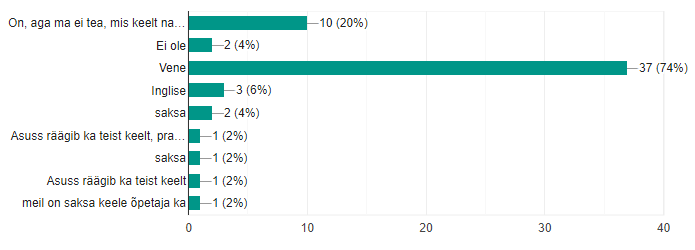 On, aga ma ei tea, mis keelt na…
10 (20%)
Ei ole
2 (4%)
Vene
37 (74%)
Inglise
3 (6%)
saksa
2 (4%)
Asuss räägib ka teist keelt, pra…
1 (2%)
saksa
1 (2%)
Asuss räägib ka teist keelt
1 (2%)
meil on saksa keele õpetaja ka
1 (2%)
0 10 20 30 40